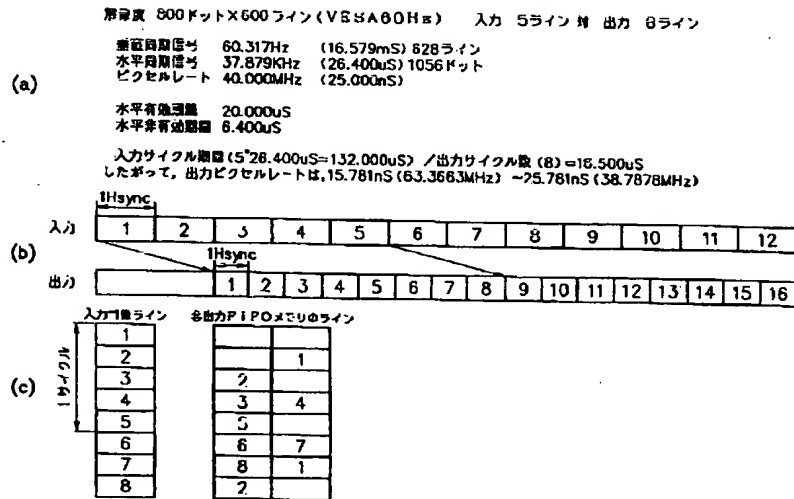 解像度 800ドット×600ライン(VESA60Hz) 入力 5ライン 対 出力 8ライン
垂直同期信号 60.317Hz (16.579mS) 628ライン
水平同期信号 37.879KHz (26.400uS) 1056ドット
ピクセルレート 40.000MHz (25.000nS)
(a)
水平有効期間 20.000uS
水平非有効期間 6.400uS
入力サイクル期間(5*26.400uS=132.000uS) /出力サイクル数(8)=16.500uS
したがって,出力ピクセルレートは,15.781nS(63.3663MHz) ~25.781nS(38.7878MHz)
1Hsync
入力 1 2 3 4 5 6 7 8 9 10 11 12
(b)
1Hsync
出力 1 2 3 4 5 6 7 8 9 10 11 12 13 14 15 16
入力画像ライン 各出力FiFOメモリのライン
(c)
1サイクル
1
2 1
3 2
4 3 4
5 5
6 6 7
7 8 1
8 2